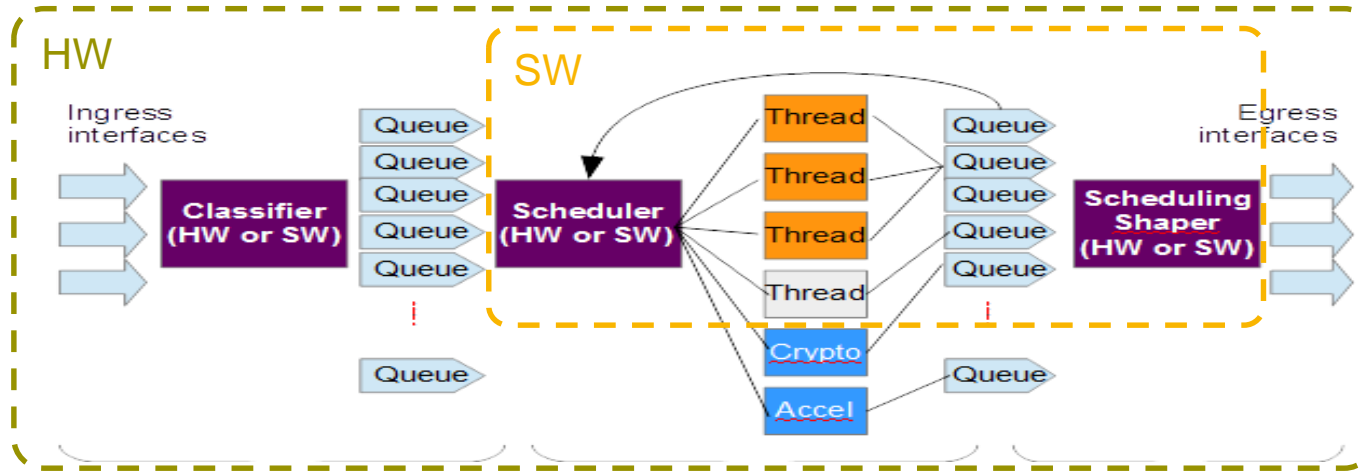 HW
SW
Ingress
interfaces
Classifier
(HW or SW)
Queue
Queue
Queue
Queue
Queue
Queue
Scheduler
(HW or SW)
Thread
Thread
Thread
Thread
Crypto
Accel
Queue
Queue
Queue
Queue
Queue
Queue
Scheduling
Shaper
(HW or SW)
Egress
interfaces